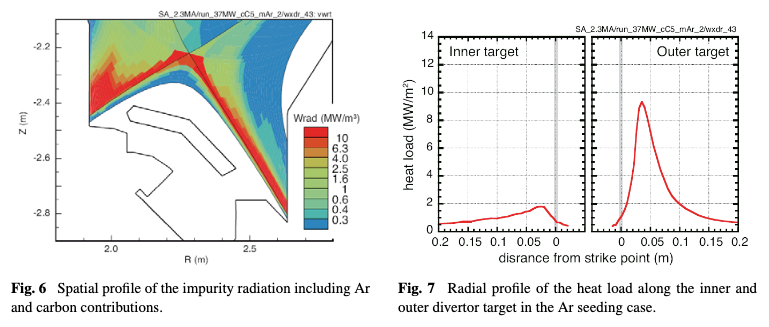 SA_2.3MA/run_37MW_cC5_mAr_2/wxdr_43: vwrt
-2.2
-2.4
-2.6
-2.8
Z (m)
2.0
2.5
R (m)
Wrad (MW/m³)
10
6.3
4.0
2.5
1.6
1
0.6
0.4
0.3
Fig. 6 Spatial profile of the impurity radiation including Ar
and carbon contributions.
SA_2.3MA/run_37MW_cC5_mAr_2/wxdr_43
Inner target
Outer target
heat load (MW/m²)
14
12
10
8
6
4
2
0
0.2 0.15 0.1 0.05 0
0 0.05 0.1 0.15 0.2
disrance from strike point (m)
Fig. 7 Radial profile of the heat load along the inner and
outer divertor target in the Ar seeding case.